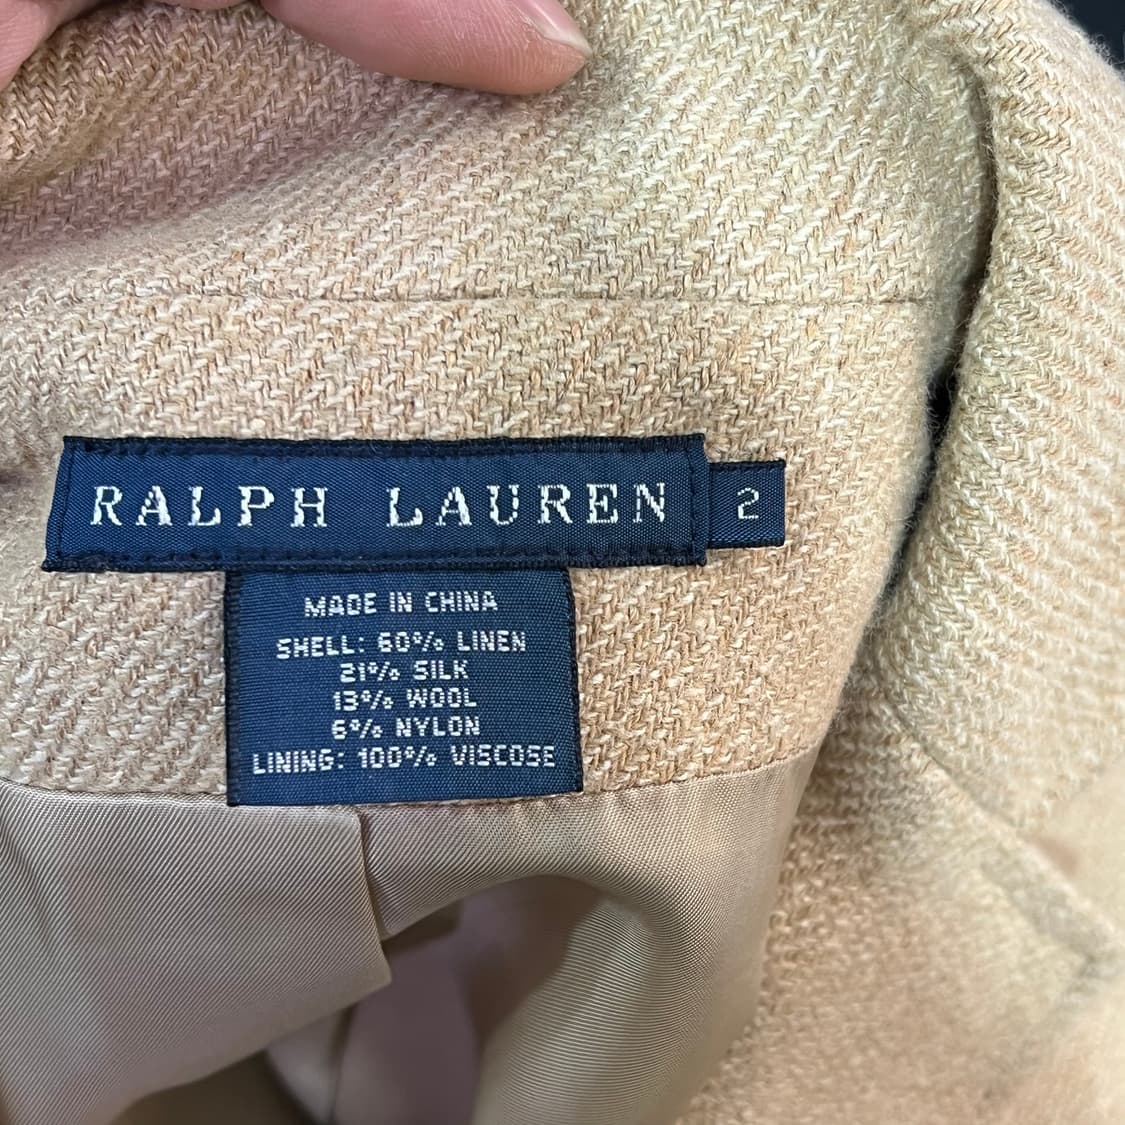 RALPH LAUREN 2
MADE IN CHINA
SHELL: 60% LINEN
21% SILK
13% WOOL
6% NYLON
LINING: 100% VISCOSE